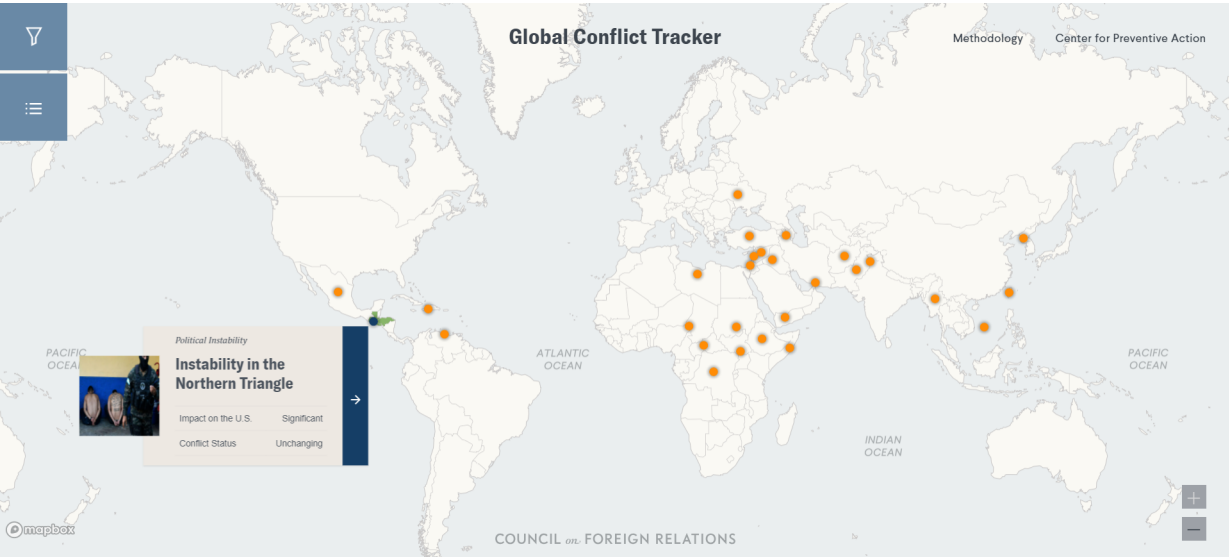 Global Conflict Tracker
Methodology
Center for Preventive Action
Political Instability
Instability in the
Northern Triangle
Impact on the U.S. Significant
Conflict Status Unchanging
PACIFIC
OCEAN
ATLANTIC
OCEAN
PACIFIC
OCEAN
INDIAN
OCEAN
mapbox
COUNCIL on FOREIGN RELATIONS